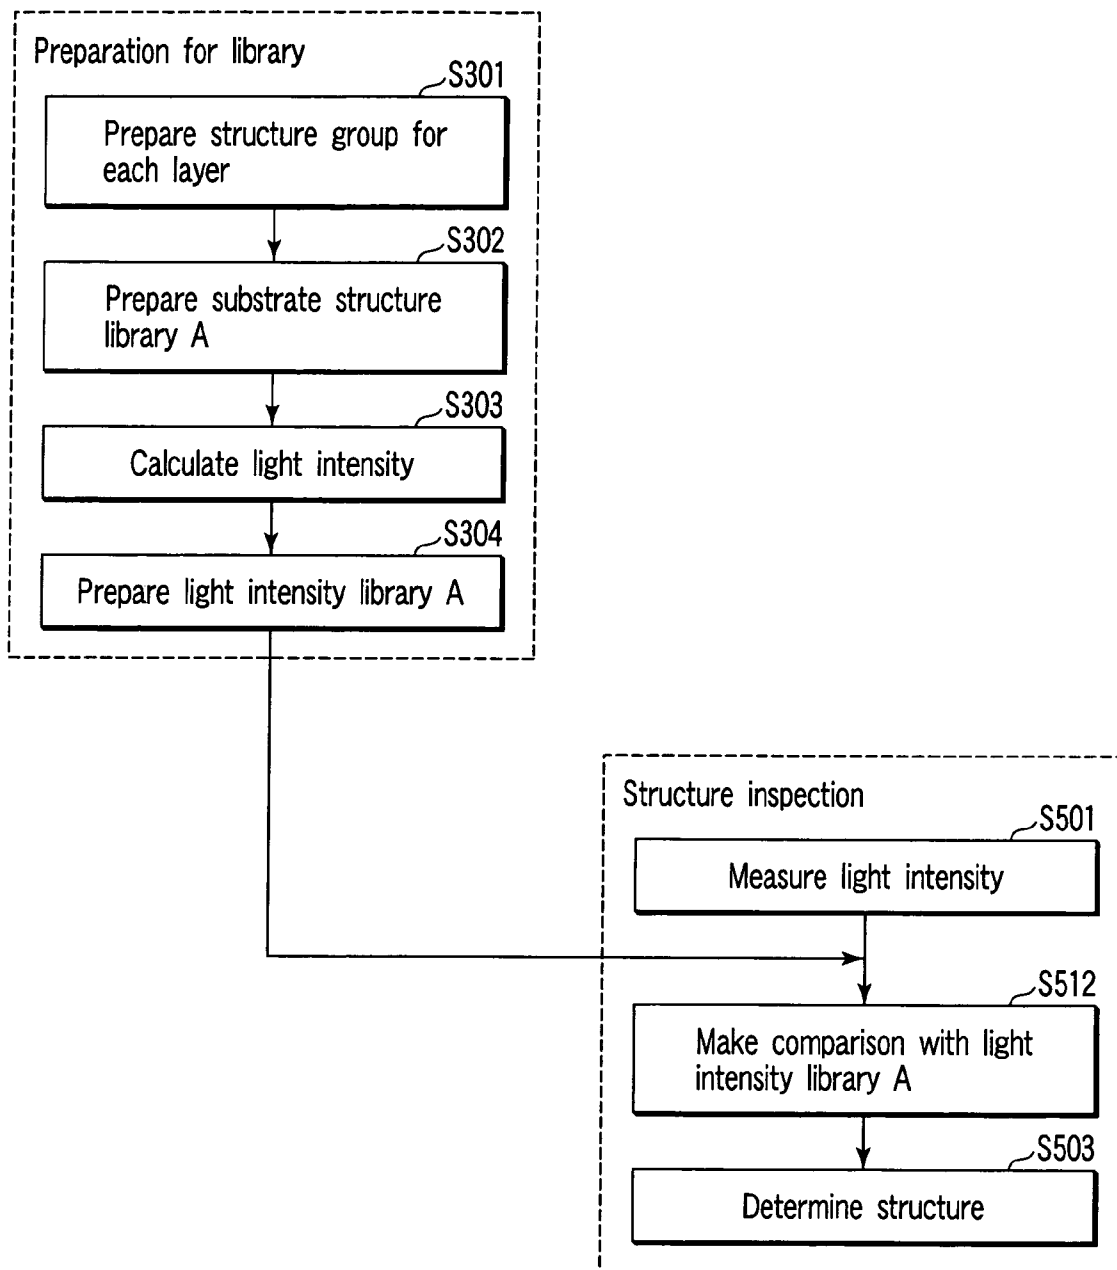 Preparation for library
S301
Prepare structure group for
each layer
S302
Prepare substrate structure
library A
S303
Calculate light intensity
S304
Prepare light intensity library A
Structure inspection
S501
Measure light intensity
S512
Make comparison with light
intensity library A
S503
Determine structure